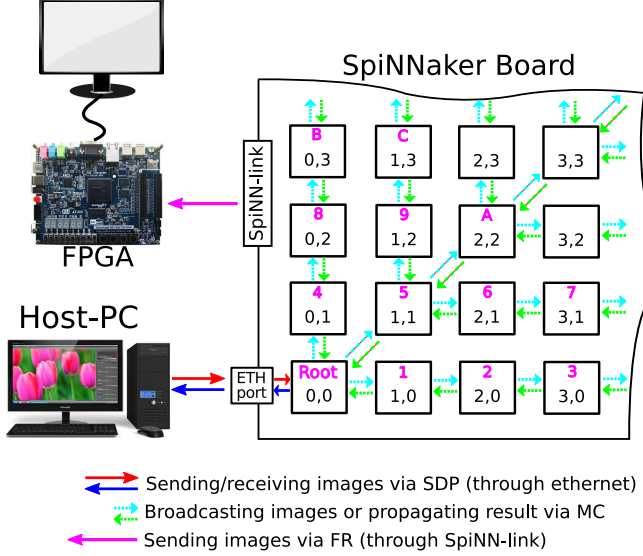 SpiNNaker Board
B
C
0,3
1,3
2,3
3,3
SpiNN-link
8
9
A
0,2
1,2
2,2
3,2
FPGA
4
5
6
7
0,1
1,1
2,1
3,1
Host-PC
ETH
port
Root
1
2
3
0,0
1,0
2,0
3,0
Sending/receiving images via SDP (through ethernet)
Broadcasting images or propagating result via MC
Sending images via FR (through SpiNN-link)